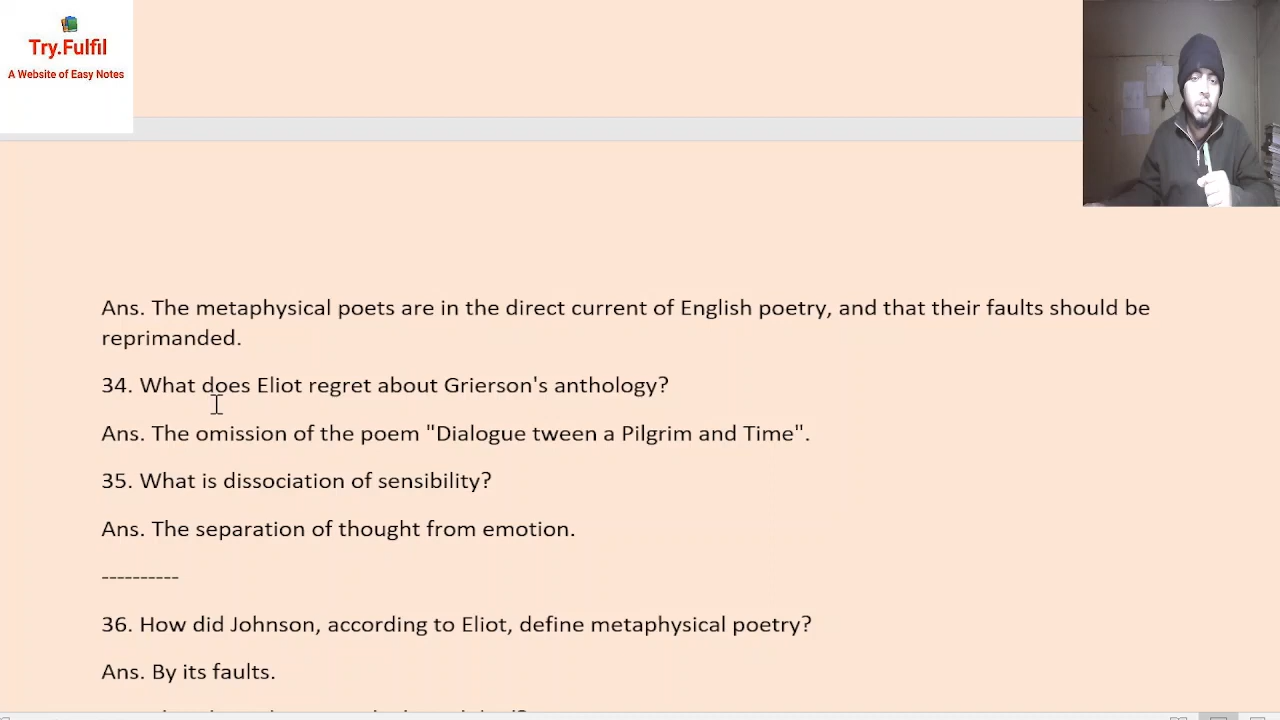 Try.Fulfil
A Website of Easy Notes
Ans. The metaphysical poets are in the direct current of English poetry, and that their faults should be
reprimanded.
34. What does Eliot regret about Grierson's anthology?
Ans. The omission of the poem "Dialogue tween a Pilgrim and Time".
35. What is dissociation of sensibility?
Ans. The separation of thought from emotion.
----------
36. How did Johnson, according to Eliot, define metaphysical poetry?
Ans. By its faults.